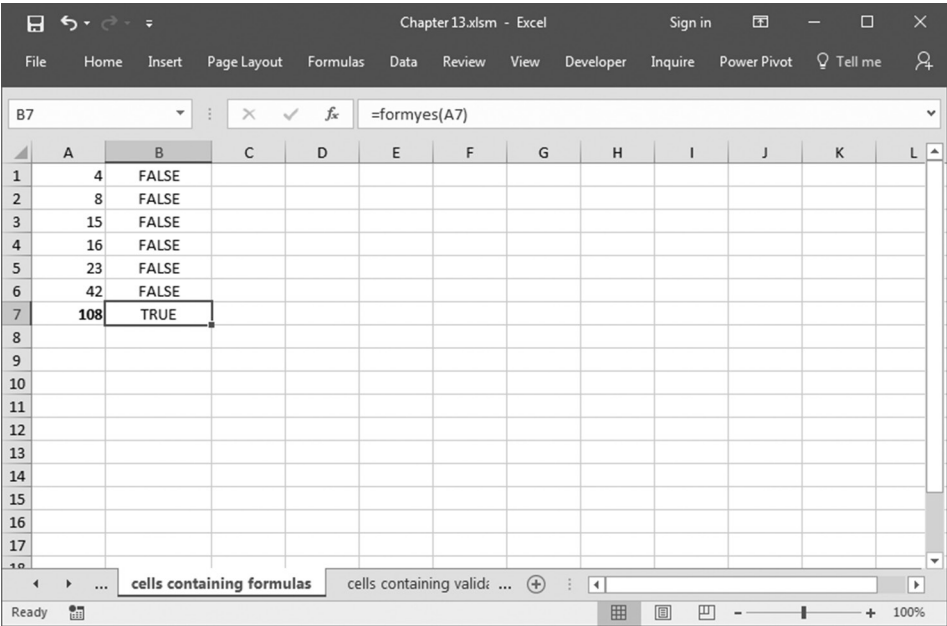 Chapter 13.xlsm - Excel Sign in
File Home Insert Page Layout Formulas Data Review View Developer Inquire Power Pivot Tell me
B7 fx =formyes(A7)
A B C D E F G H I J K L
1 4 FALSE
2 8 FALSE
3 15 FALSE
4 16 FALSE
5 23 FALSE
6 42 FALSE
7 108 TRUE
8
9
10
11
12
13
14
15
16
17
18
... cells containing formulas cells containing valida ...
Ready 100%